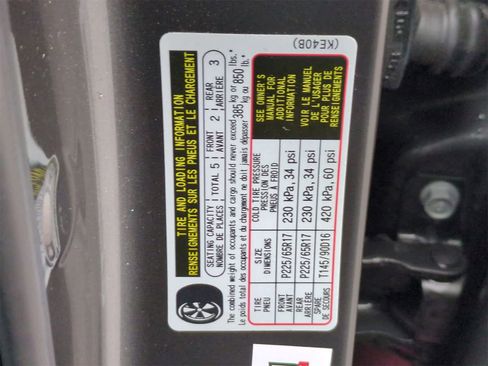 (KE40B)
TIRE AND LOADING INFORMATION
RENSEIGNEMENTS SUR LES PNEUS ET LE CHARGEMENT
SEATING CAPACITY
NOMBRE DE PLACES
TOTAL 5
FRONT
AVANT
2
REAR
ARRIÈRE
3
The combined weight of occupants and cargo should never exceed
Le poids total des occupants et du chargement ne doit jamais dépasser
385 kg or 850 lbs.*
kg ou lb.*
TIRE
PNEU
SIZE
DIMENSIONS
COLD TIRE PRESSURE
PRESSION DES
PNEUS À FROID
FRONT
AVANT
P225/65R17
230 kPa, 34 psi
REAR
ARRIÈRE
P225/65R17
230 kPa, 34 psi
SPARE
DE SECOURS
T145/90D16
420 kPa, 60 psi
SEE OWNER'S
MANUAL FOR
ADDITIONAL
INFORMATION
VOIR LE MANUEL
DE L'USAGER
POUR PLUS DE
RENSEIGNEMENTS